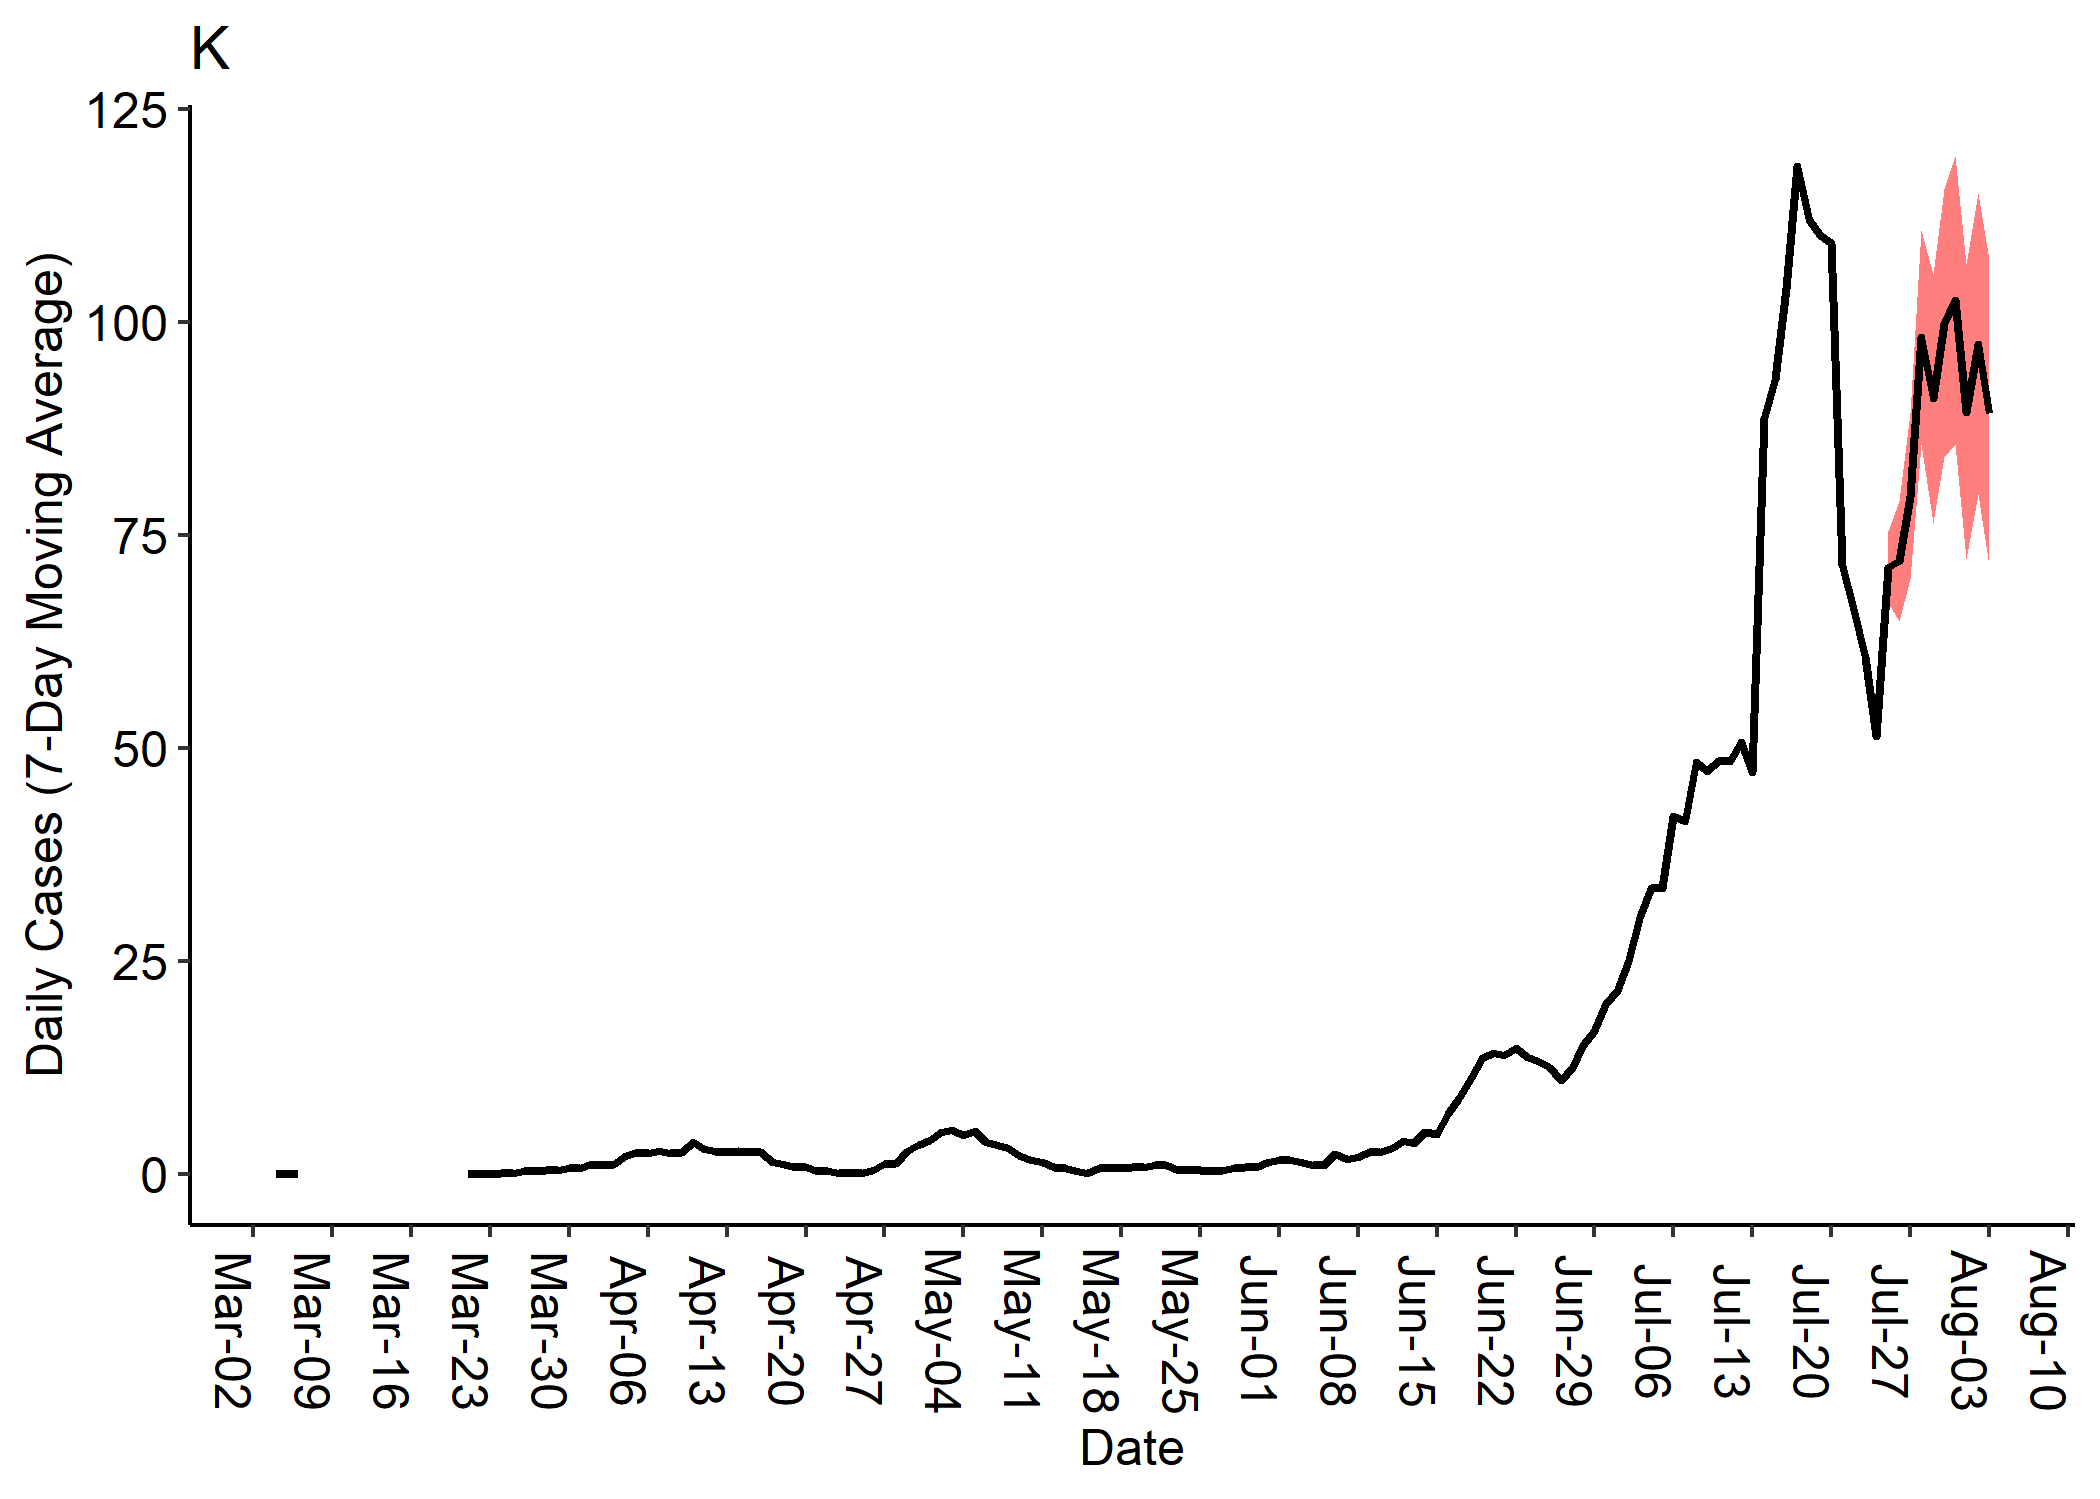 K
Daily Cases (7-Day Moving Average)
125
100
75
50
25
0
Mar-02
Mar-09
Mar-16
Mar-23
Mar-30
Apr-06
Apr-13
Apr-20
Apr-27
May-04
May-11
May-18
May-25
Jun-01
Jun-08
Jun-15
Jun-22
Jun-29
Jul-06
Jul-13
Jul-20
Jul-27
Aug-03
Aug-10
Date